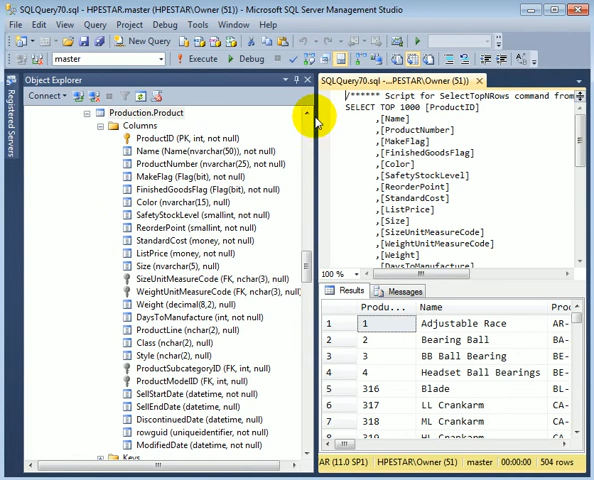 SQLQuery70.sql - HPESTAR.master (HPESTAR\Owner (51)) - Microsoft SQL Server Management Studio
File Edit View Query Project Debug Tools Window Help
New Query
master
Execute
Debug
Registered Servers
Object Explorer
Connect
Production.Product
Columns
ProductID (PK, int, not null)
Name (Name(nvarchar(50)), not null)
ProductNumber (nvarchar(25), not null)
MakeFlag (Flag(bit), not null)
FinishedGoodsFlag (Flag(bit), not null)
Color (nvarchar(15), null)
SafetyStockLevel (smallint, not null)
ReorderPoint (smallint, not null)
StandardCost (money, not null)
ListPrice (money, not null)
Size (nvarchar(5), null)
SizeUnitMeasureCode (FK, nchar(3), null)
WeightUnitMeasureCode (FK, nchar(3), null)
Weight (decimal(8,2), null)
DaysToManufacture (int, not null)
ProductLine (nchar(2), null)
Class (nchar(2), null)
Style (nchar(2), null)
ProductSubcategoryID (FK, int, null)
ProductModelID (FK, int, null)
SellStartDate (datetime, not null)
SellEndDate (datetime, null)
DiscontinuedDate (datetime, null)
rowguid (uniqueidentifier, not null)
ModifiedDate (datetime, not null)
Keys
SQLQuery70.sql -...PESTAR\Owner (51))
/****** Script for SelectTopNRows command from
SELECT TOP 1000 [ProductID]
,[Name]
,[ProductNumber]
,[MakeFlag]
,[FinishedGoodsFlag]
,[Color]
,[SafetyStockLevel]
,[ReorderPoint]
,[StandardCost]
,[ListPrice]
,[Size]
,[SizeUnitMeasureCode]
,[WeightUnitMeasureCode]
,[Weight]
,[DaysToManufacture]
100 %
Results Messages
Produ... Name Proc
1 1 Adjustable Race AR-
2 2 Bearing Ball BA-
3 3 BB Ball Bearing BE-
4 4 Headset Ball Bearings BE-
5 316 Blade BL-
6 317 LL Crankarm CA-
7 318 ML Crankarm CA-
8 319 HL Crankarm CA-
AR (11.0 SP1) HPESTAR\Owner (51) master 00:00:00 504 rows